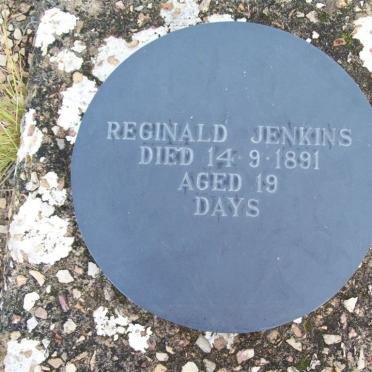 REGINALD JENKINS
DIED 14·9·1891
AGED 19
DAYS